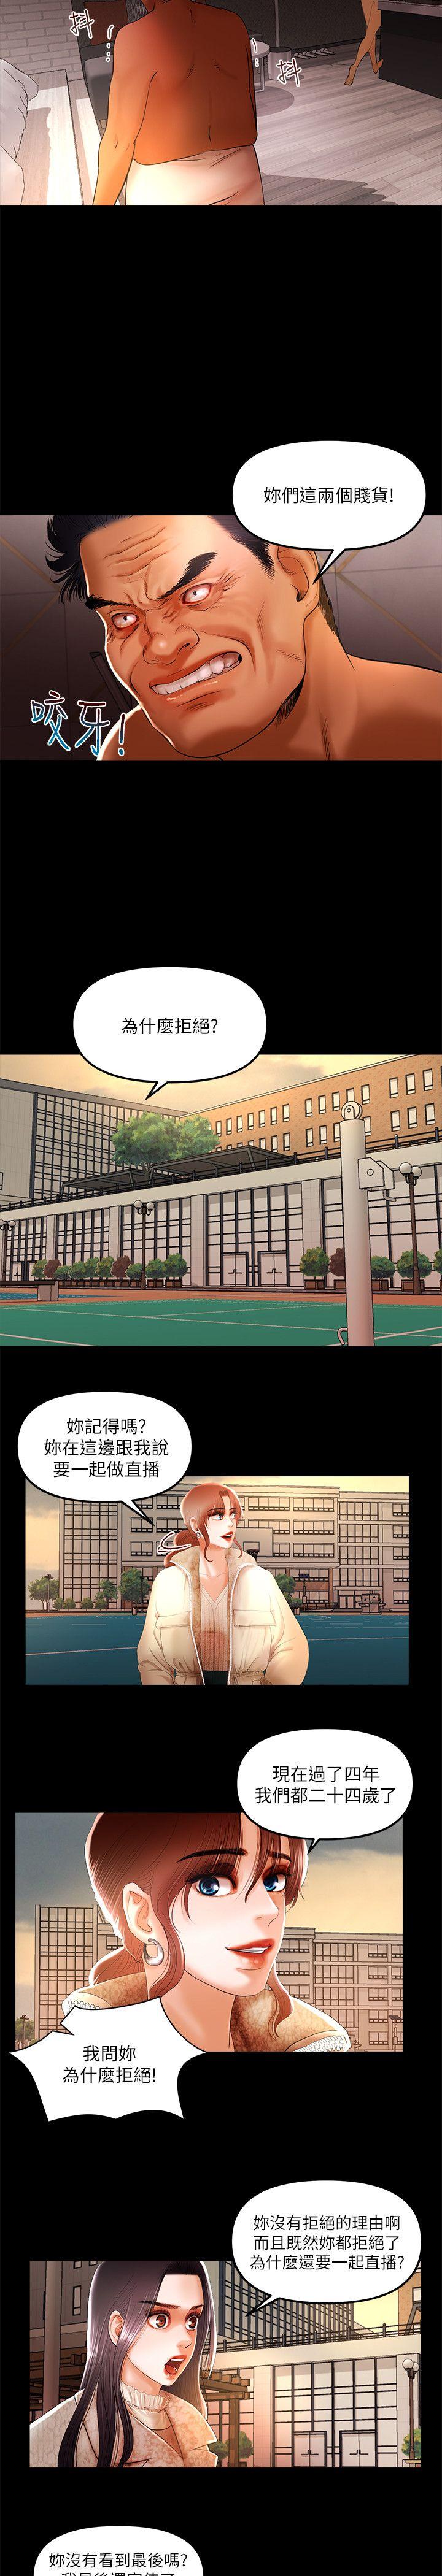 抖
抖
妳們這兩個賤貨!
咬牙!
為什麼拒絕?
妳記得嗎?
妳在這邊跟我說
要一起做直播
現在過了四年
我們都二十四歲了
我問妳
為什麼拒絕!
妳沒有拒絕的理由啊
而且既然妳都拒絕了
為什麼還要一起直播?
妳沒有看到最後嗎?